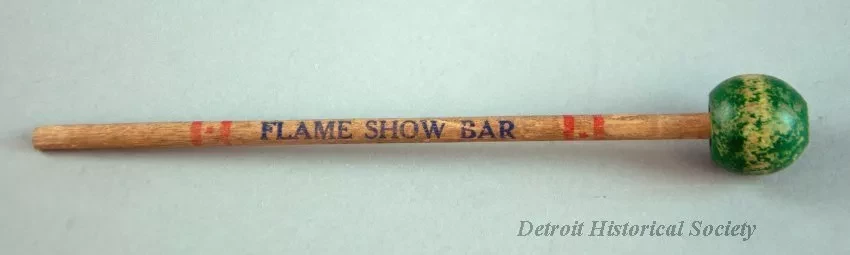 FLAME SHOW BAR
Detroit Historical Society